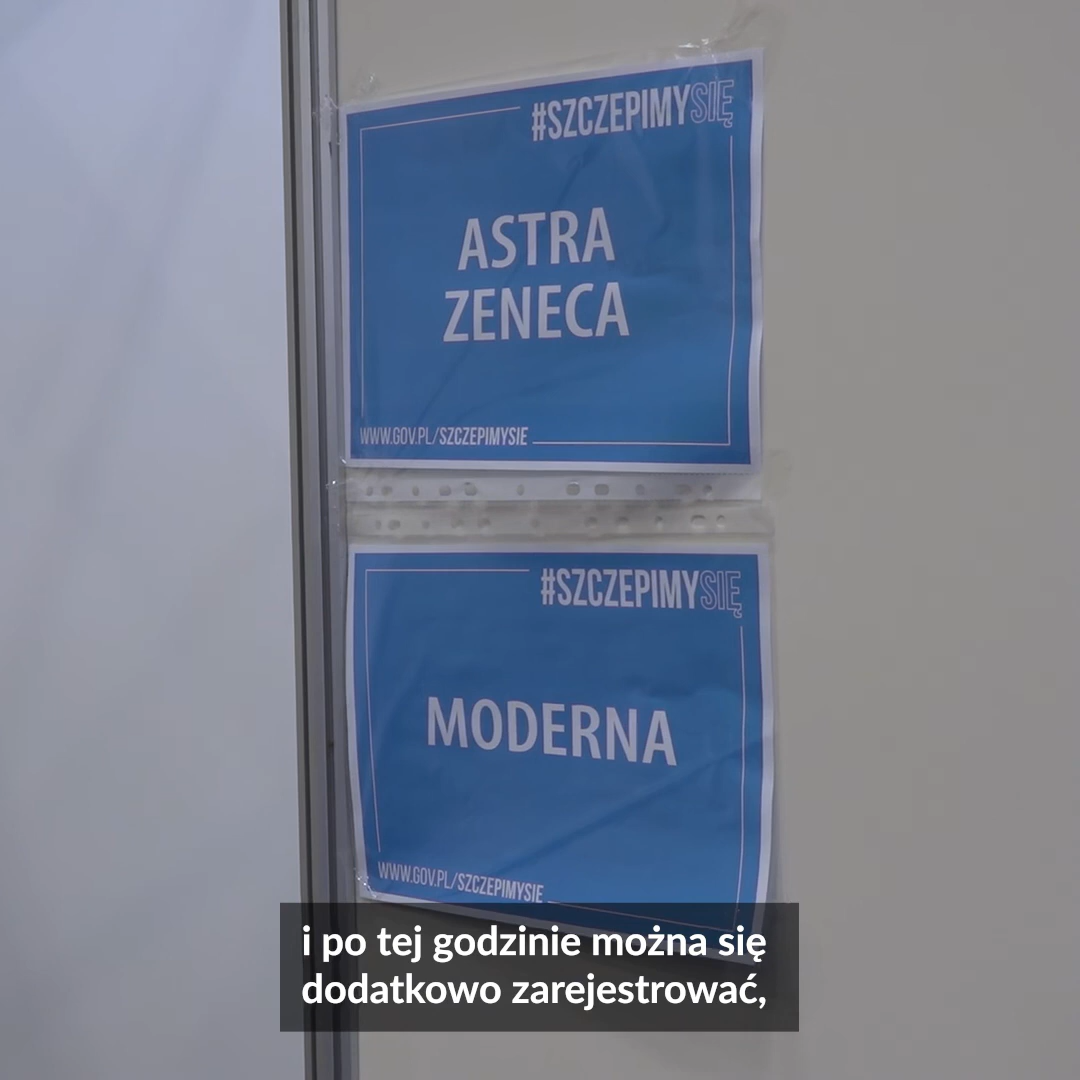 #SZCZEPIMYSIĘ
ASTRA
ZENECA
WWW.GOV.PL/SZCZEPIMYSIE
#SZCZEPIMYSIĘ
MODERNA
WWW.GOV.PL/SZCZEPIMYSIE
i po tej godzinie można się
dodatkowo zarejestrować,